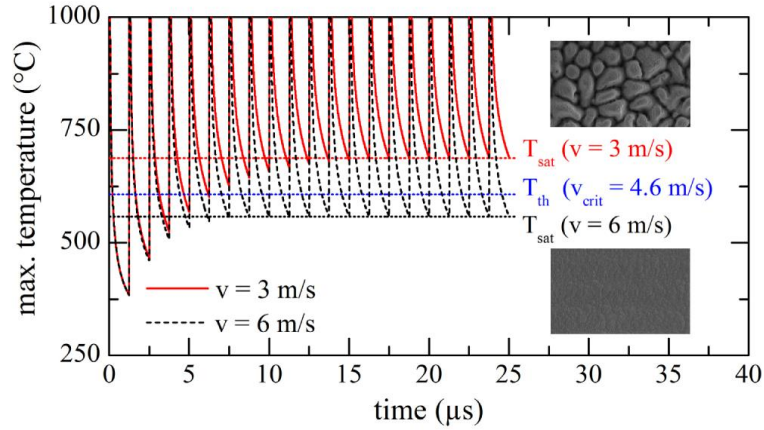 1000
750
500
250
max. temperature (°C)
T_sat (v = 3 m/s)
T_th (v_crit = 4.6 m/s)
T_sat (v = 6 m/s)
v = 3 m/s
v = 6 m/s
0 5 10 15 20 25 30 35 40
time (µs)